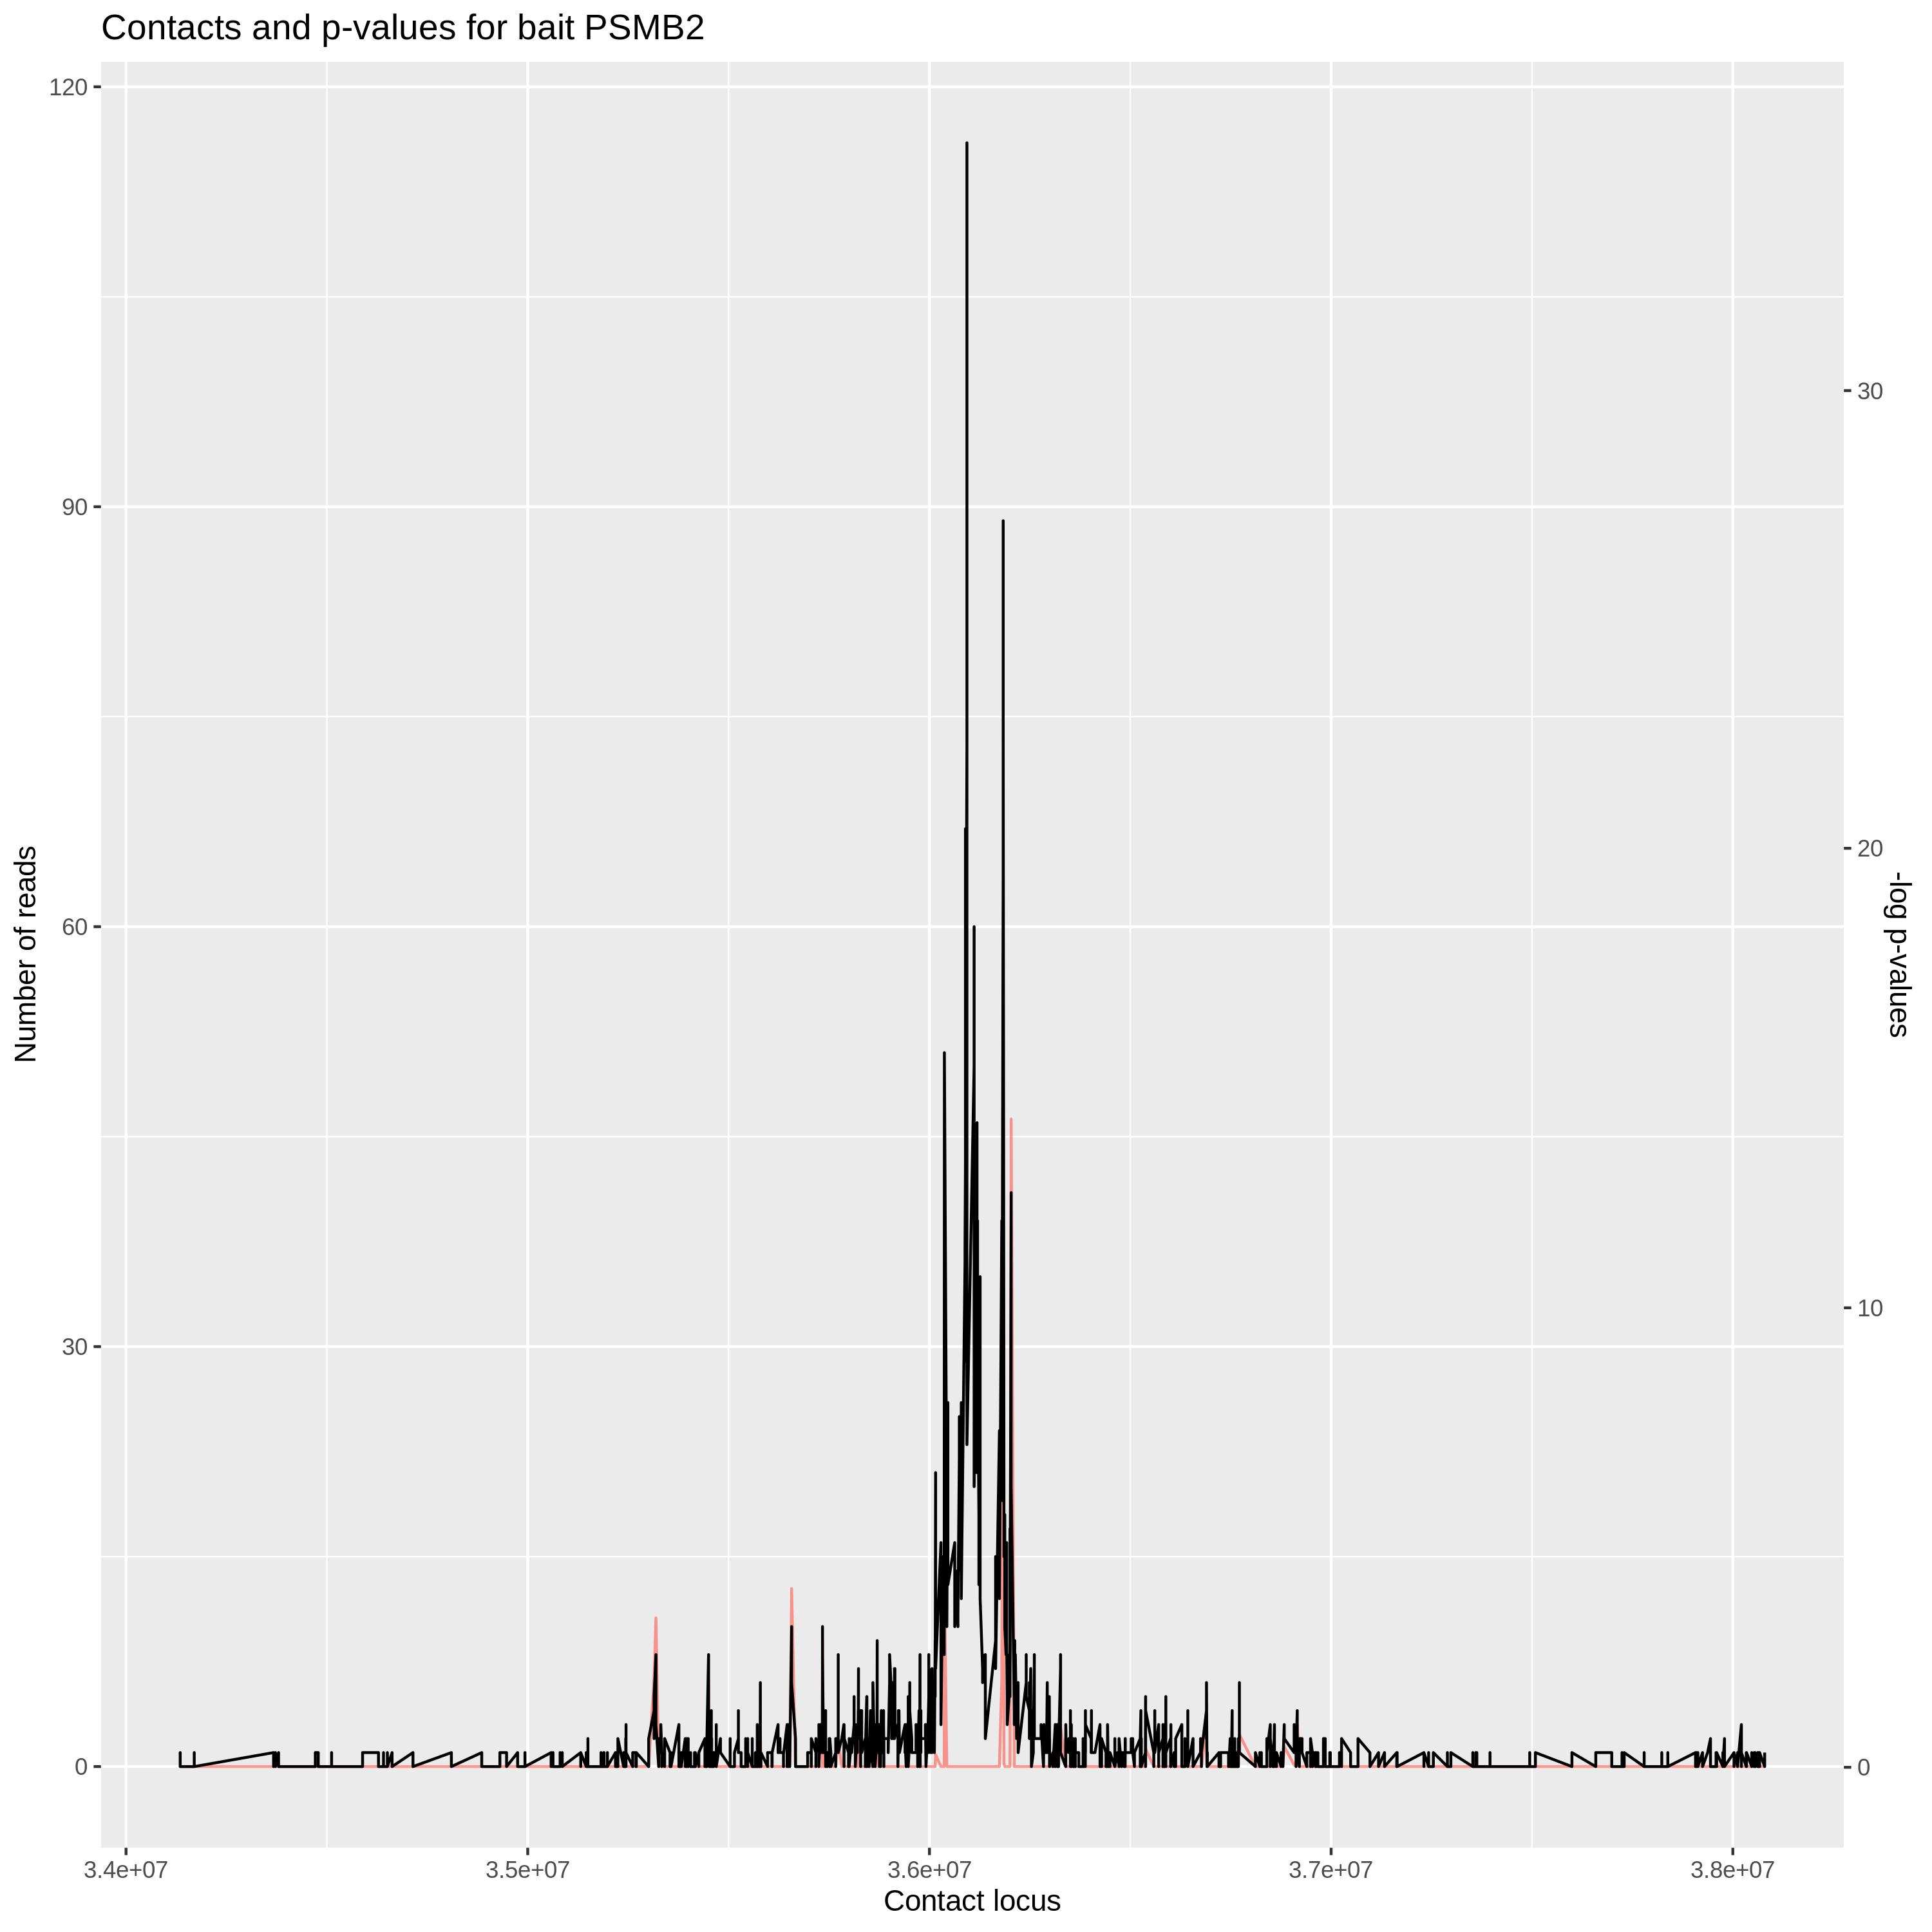 Contacts and p-values for bait PSMB2
120
90
60
30
0
Number of reads
30
20
10
0
-log p-values
3.4e+07 3.5e+07 3.6e+07 3.7e+07 3.8e+07
Contact locus